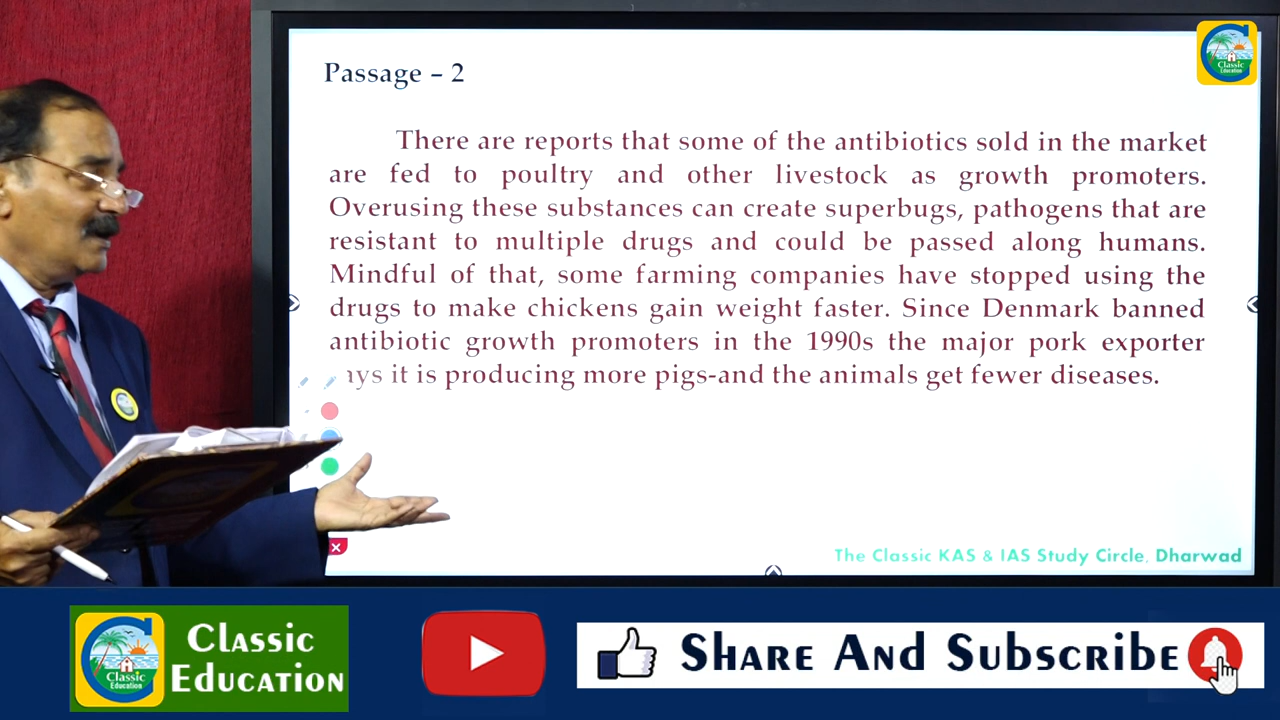 Passage – 2
There are reports that some of the antibiotics sold in the market
are fed to poultry and other livestock as growth promoters.
Overusing these substances can create superbugs, pathogens that are
resistant to multiple drugs and could be passed along humans.
Mindful of that, some farming companies have stopped using the
drugs to make chickens gain weight faster. Since Denmark banned
antibiotic growth promoters in the 1990s the major pork exporter
it is producing more pigs-and the animals get fewer diseases.
The Classic KAS & IAS Study Circle, Dharwad
Classic
Education
Classic
Education
Classic
Education
Share And Subscribe